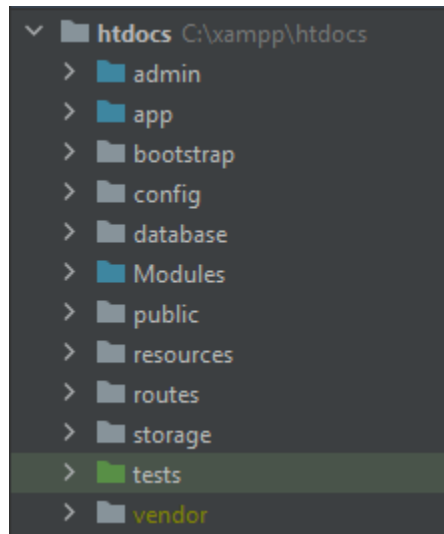 htdocs C:\xampp\htdocs
admin
app
bootstrap
config
database
Modules
public
resources
routes
storage
tests
vendor